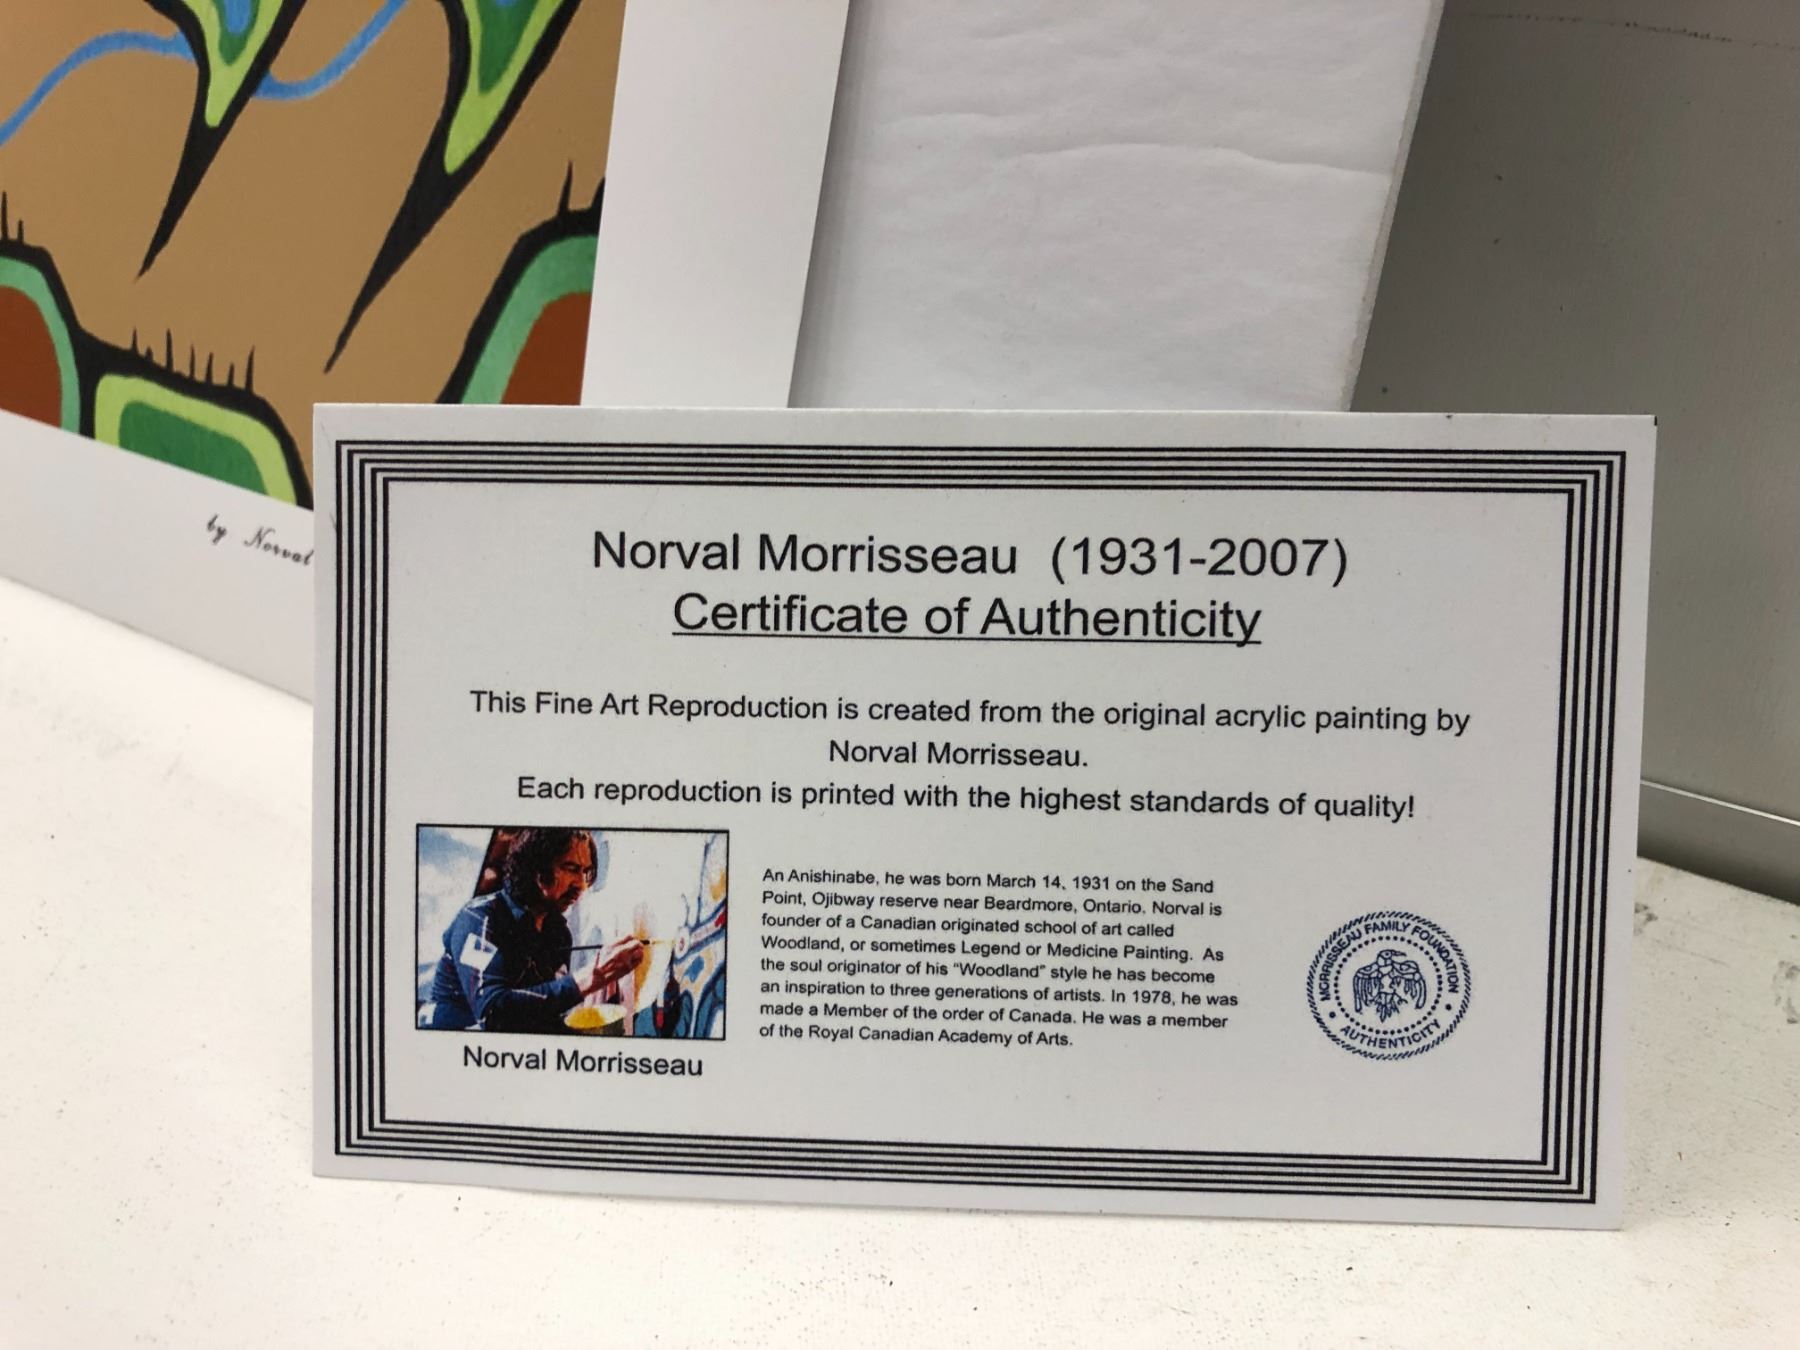 by Norval
Norval Morrisseau (1931-2007)
Certificate of Authenticity
This Fine Art Reproduction is created from the original acrylic painting by
Norval Morrisseau.
Each reproduction is printed with the highest standards of quality!
An Anishinabe, he was born March 14, 1931 on the Sand
Point, Ojibway reserve near Beardmore, Ontario. Norval is
founder of a Canadian originated school of art called
Woodland, or sometimes Legend or Medicine Painting. As
the soul originator of his “Woodland” style he has become
an inspiration to three generations of artists. In 1978, he was
made a Member of the order of Canada. He was a member
of the Royal Canadian Academy of Arts.
Norval Morrisseau
MORRISSEAU FAMILY FOUNDATION
• AUTHENTICITY •